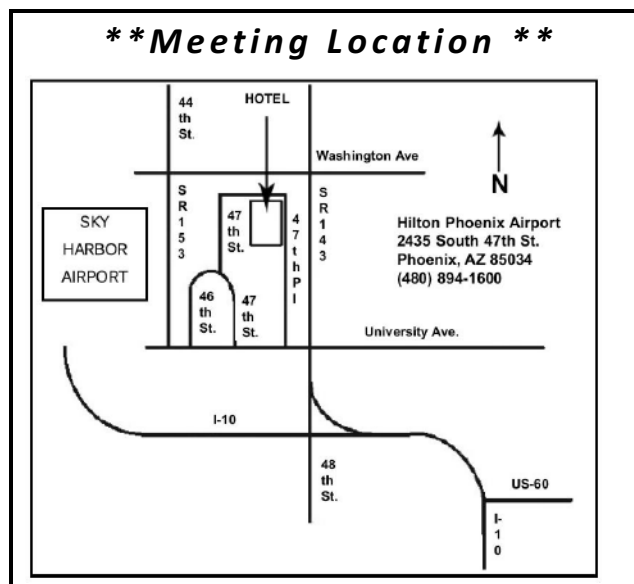 **Meeting Location **
44
th
St.
HOTEL
Washington Ave
N
SKY
HARBOR
AIRPORT
S
R
1
5
3
47
th
St.
4
7
t
h
P
l
S
R
1
4
3
Hilton Phoenix Airport
2435 South 47th St.
Phoenix, AZ 85034
(480) 894-1600
46
th
St.
47
th
St.
University Ave.
I-10
48
th
St.
US-60
I-
1
0